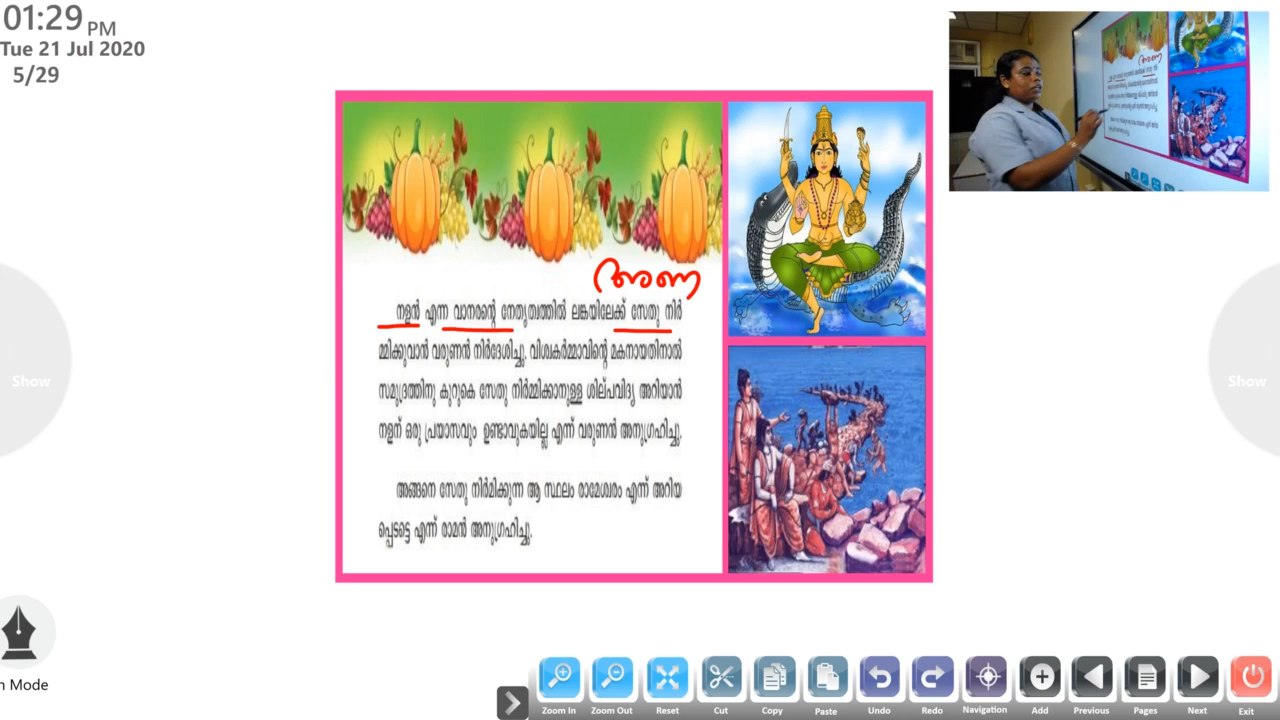 01:29 PM
Tue 21 Jul 2020
5/29
അണ
നളൻ എന്ന വാനരന്റെ നേതൃത്വത്തിൽ ലങ്കയിലേക്ക് സേതു നിർ
മ്മിക്കുവാൻ വരുണൻ നിർദേശിച്ചു. വിശ്വകർമ്മാവിന്റെ മകനായതിനാൽ
സമുദ്രത്തിനു കുറുകെ സേതു നിർമ്മിക്കാനുള്ള ശില്പവിദ്യ അറിയാൻ
നളന് ഒരു പ്രയാസവും ഉണ്ടാവുകയില്ല എന്ന് വരുണൻ അനുഗ്രഹിച്ചു.
അങ്ങനെ സേതു നിർമിക്കുന്ന ആ സ്ഥലം രാമേശ്വരം എന്ന് അറിയ
പ്പെടട്ടെ എന്ന് രാമൻ അനുഗ്രഹിച്ചു.
Show
Show
n Mode
Zoom In Zoom Out Reset Cut Copy Paste Undo Redo Navigation Add Previous Pages Next Exit